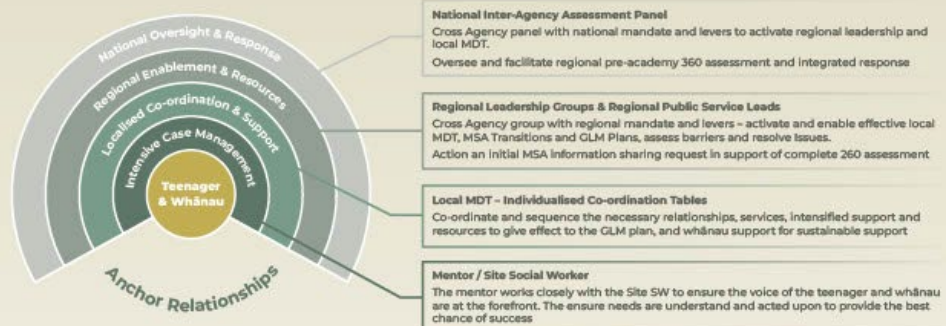 National Oversight & Response
Regional Enablement & Resources
Localised Co-ordination & Support
Intensive Case Management
Teenager
& Whānau
Anchor Relationships
National Inter-Agency Assessment Panel
Cross Agency panel with national mandate and levers to activate regional leadership and
local MDT.
Oversee and facilitate regional pre-academy 360 assessment and integrated response
Regional Leadership Groups & Regional Public Service Leads
Cross Agency group with regional mandate and levers – activate and enable effective local
MDT, MSA Transitions and GLM Plans, assess barriers and resolve Issues.
Action an initial MSA information sharing request in support of complete 260 assessment
Local MDT – Individualised Co-ordination Tables
Co-ordinate and sequence the necessary relationships, services, intensified support and
resources to give effect to the GLM plan, and whānau support for sustainable support
Mentor / Site Social Worker
The mentor works closely with the Site SW to ensure the voice of the teenager and whānau
are at the forefront. The ensure needs are understand and acted upon to provide the best
chance of success